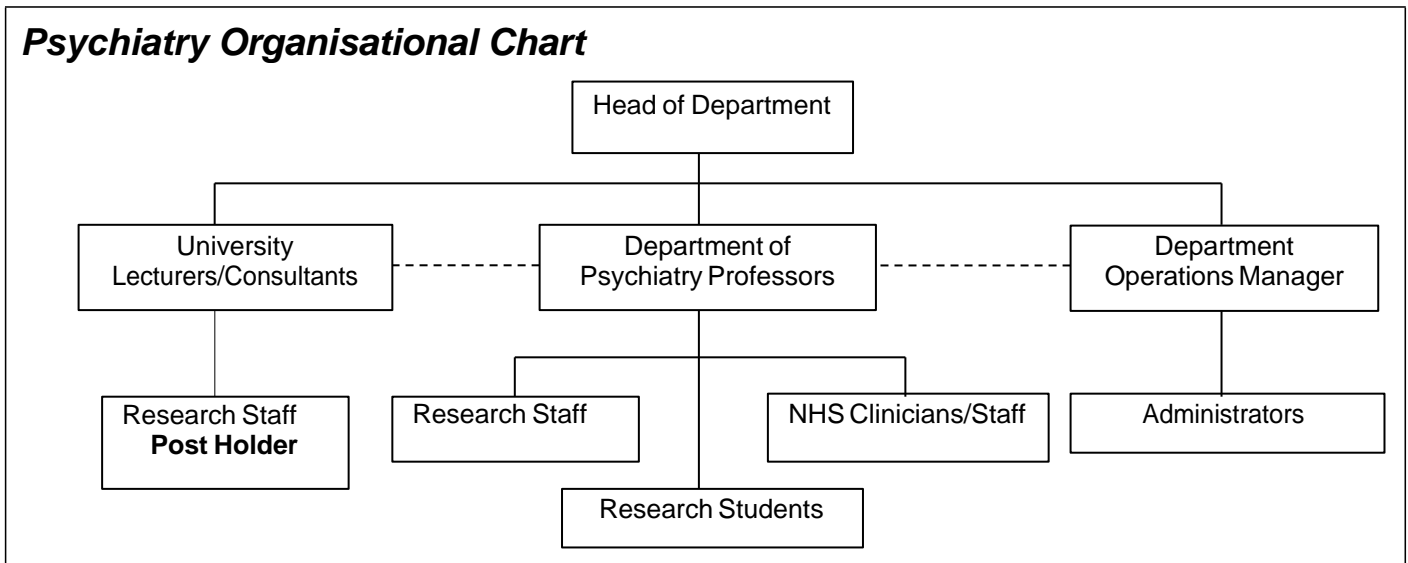 Psychiatry Organisational Chart
Head of Department
University
Lecturers/Consultants
Department of
Psychiatry Professors
Department
Operations Manager
Research Staff
Post Holder
Research Staff
NHS Clinicians/Staff
Administrators
Research Students